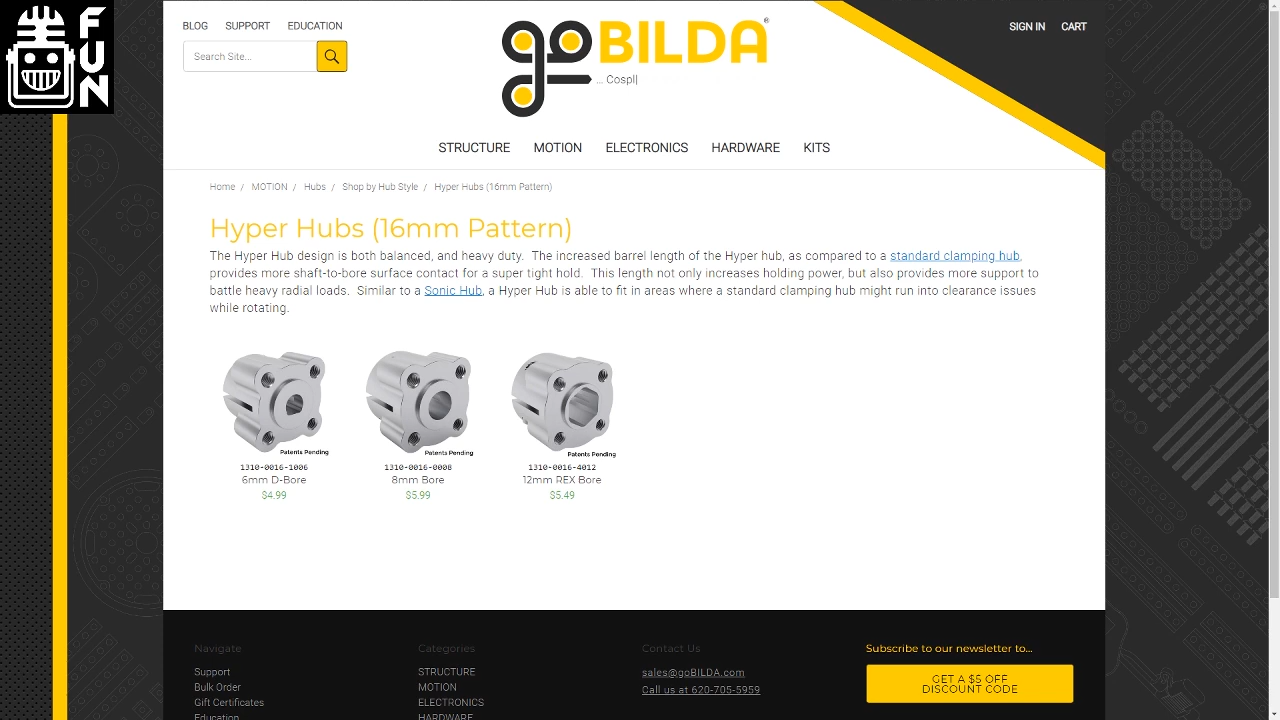 FUN
BLOG SUPPORT EDUCATION
SIGN IN CART
Search Site...
goBILDA®
... Cospl|
STRUCTURE MOTION ELECTRONICS HARDWARE KITS
Home / MOTION / Hubs / Shop by Hub Style / Hyper Hubs (16mm Pattern)
Hyper Hubs (16mm Pattern)
The Hyper Hub design is both balanced, and heavy duty. The increased barrel length of the Hyper hub, as compared to a standard clamping hub,
provides more shaft-to-bore surface contact for a super tight hold. This length not only increases holding power, but also provides more support to
battle heavy radial loads. Similar to a Sonic Hub, a Hyper Hub is able to fit in areas where a standard clamping hub might run into clearance issues
while rotating.
Patents Pending Patents Pending Patents Pending
1310-0016-1006 1310-0016-0008 1310-0016-4012
6mm D-Bore 8mm Bore 12mm REX Bore
$4.99 $5.99 $5.49
Navigate Categories Contact Us Subscribe to our newsletter to...
Support STRUCTURE sales@goBILDA.com GET A $5 OFF
Bulk Order MOTION Call us at 620-705-5959 DISCOUNT CODE
Gift Certificates ELECTRONICS
Education HARDWARE